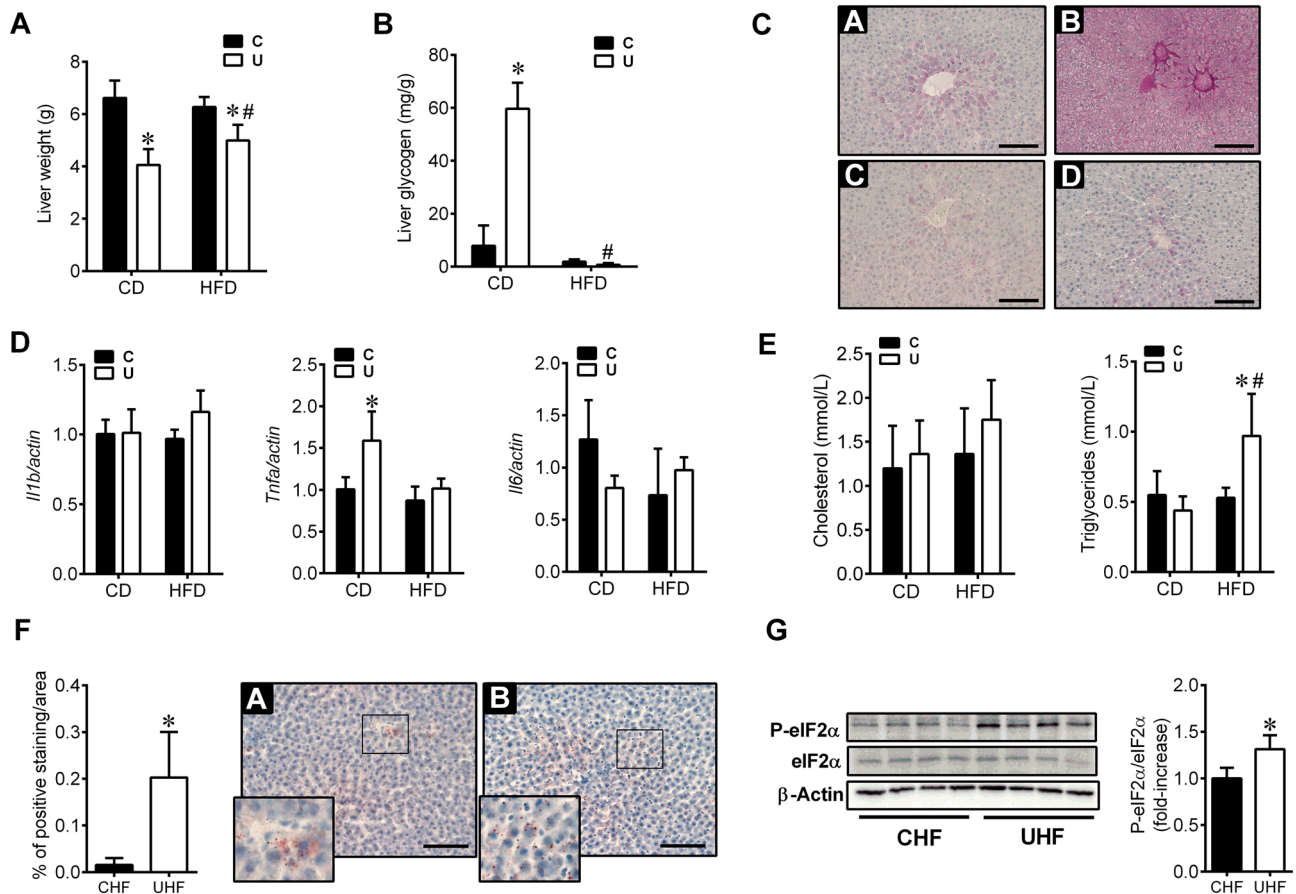 A
C
U
Liver weight (g)
8
6
4
2
0
*
* #
CD HFD
B
C
U
Liver glycogen (mg/g)
80
60
40
20
0
*
#
CD HFD
C
A
B
C
D
D
C
U
Il1b/actin
1.5
1.0
0.5
0.0
CD HFD
C
U
Tnfa/actin
2.5
2.0
1.5
1.0
0.5
0.0
*
CD HFD
C
U
Il6/actin
2.0
1.5
1.0
0.5
0.0
CD HFD
E
C
U
Cholesterol (mmol/L)
2.5
2.0
1.5
1.0
0.5
0.0
CD HFD
C
U
Triglycerides (mmol/L)
1.5
1.0
0.5
0.0
* #
CD HFD
F
% of positive staining/area
0.4
0.3
0.2
0.1
0.0
*
CHF UHF
A
B
G
P-eIF2α
eIF2α
β-Actin
CHF UHF
P-eIF2α/eIF2α
(fold-increase)
2.0
1.5
1.0
0.5
0.0
*
CHF UHF